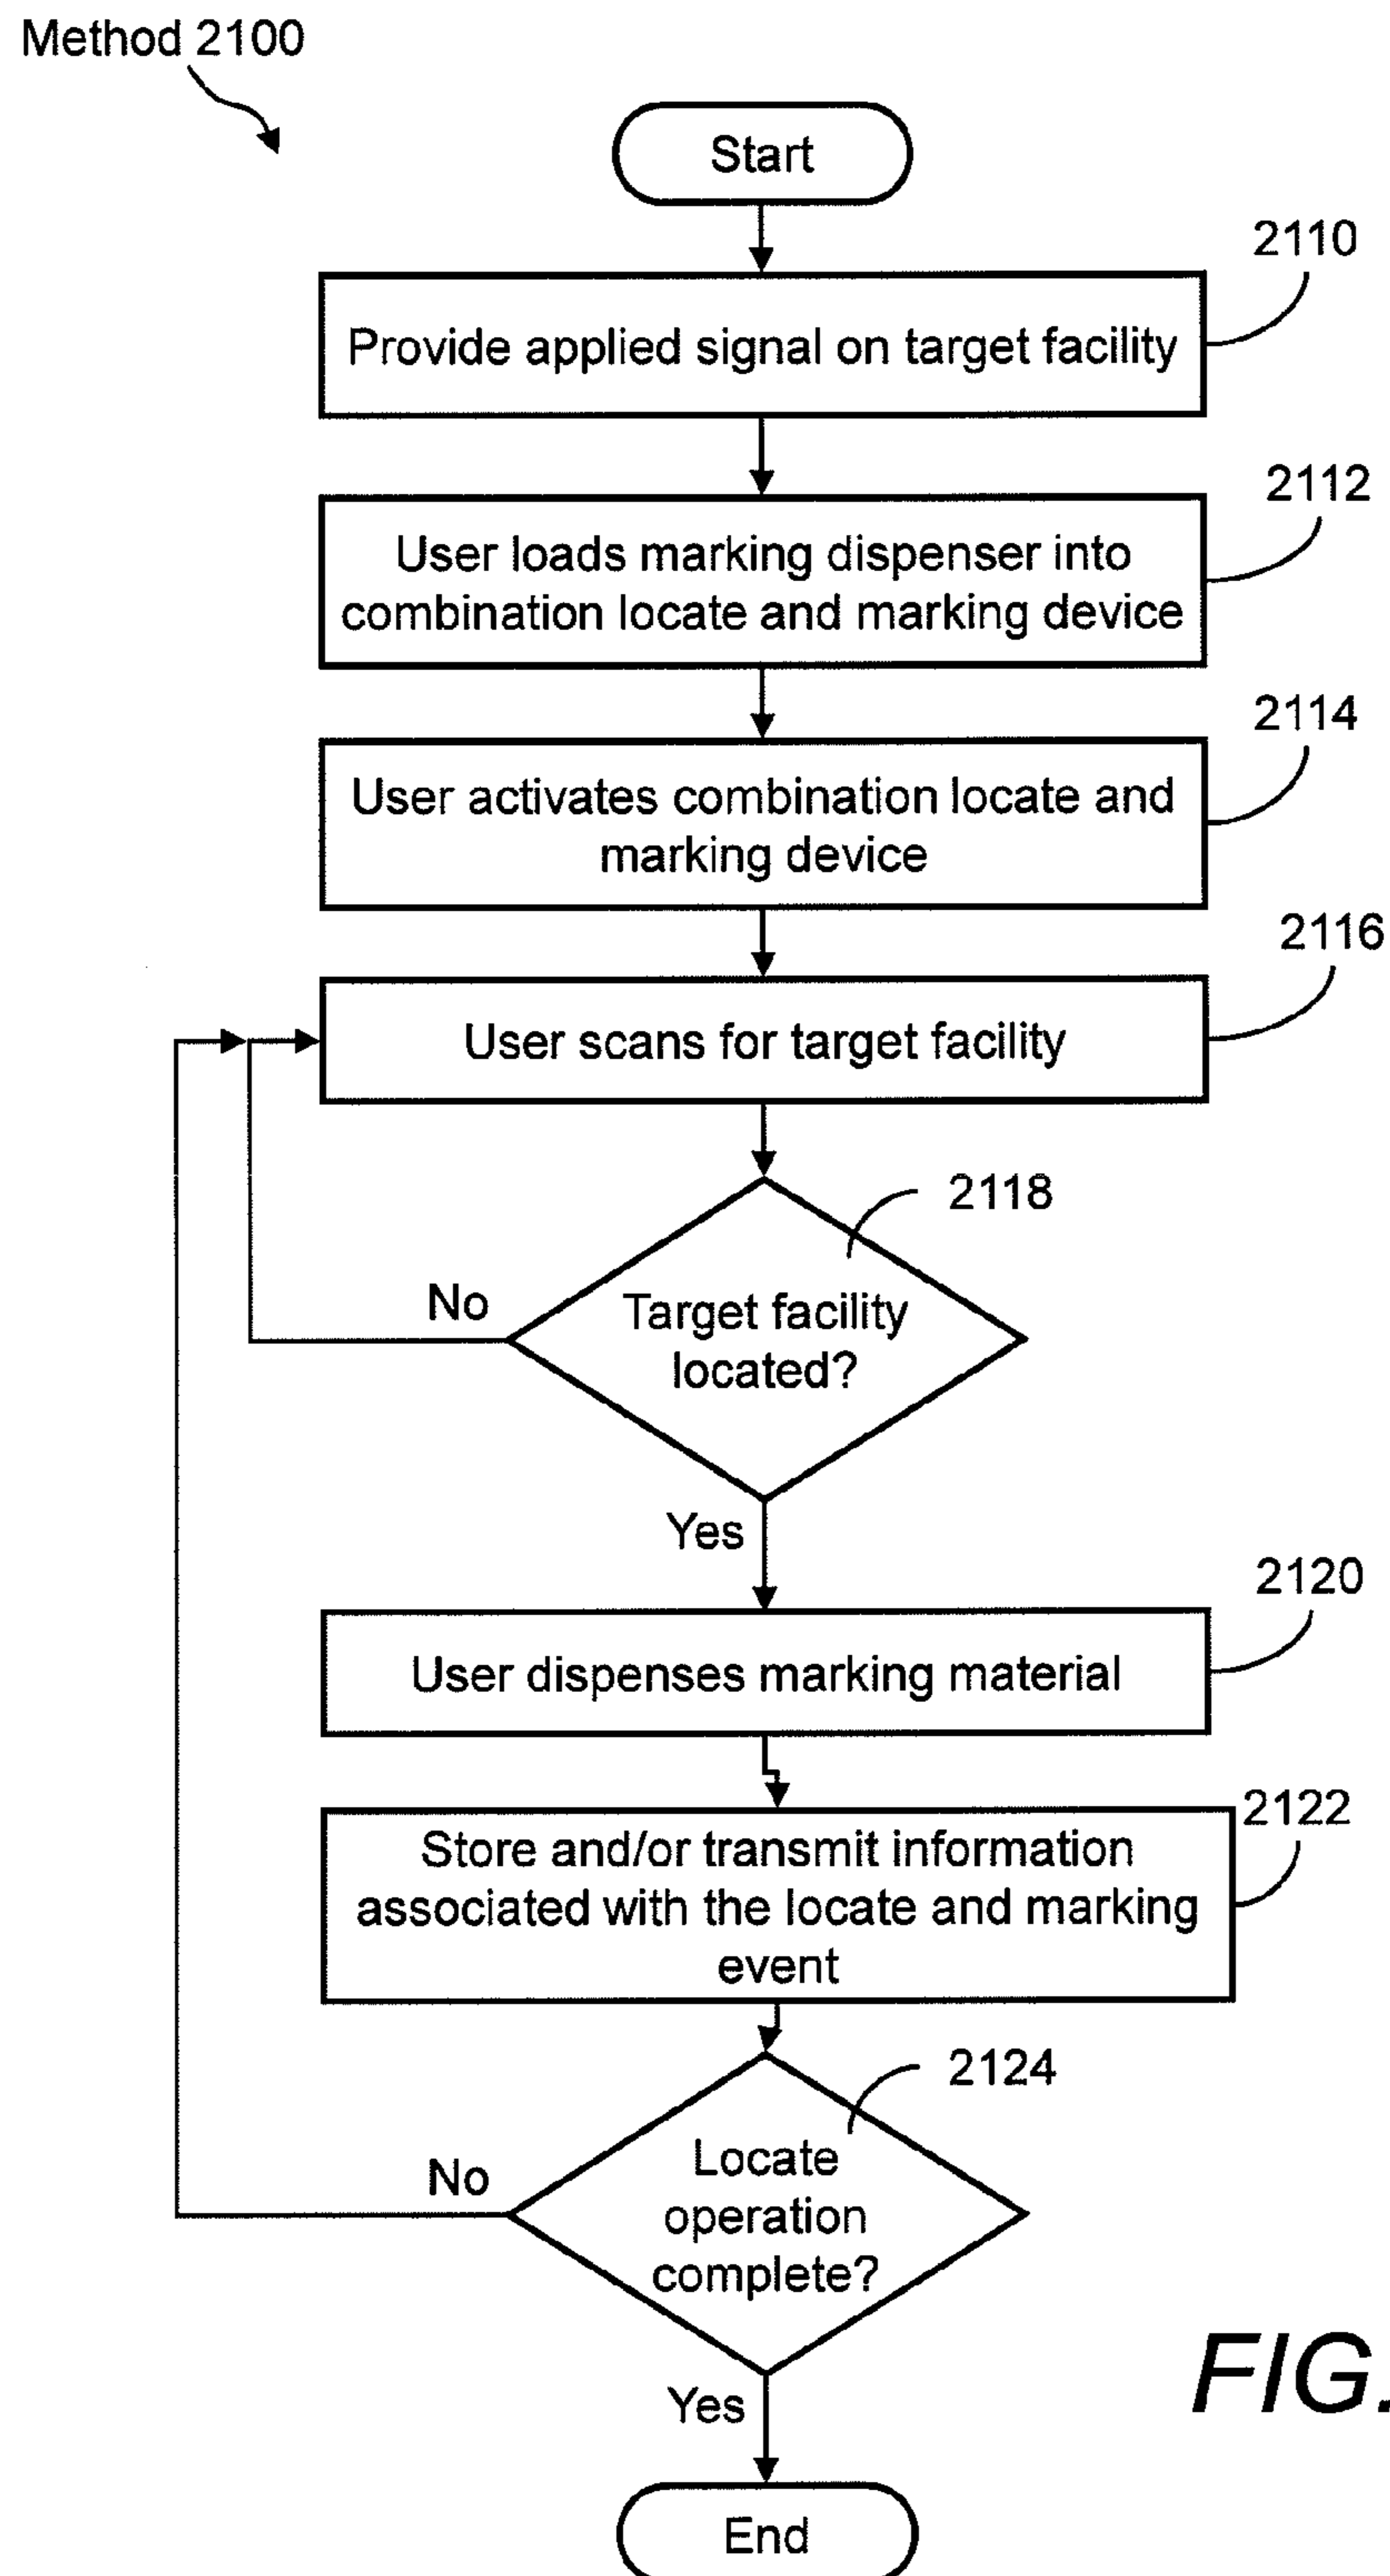 Method 2100
Start
2110
Provide applied signal on target facility
2112
User loads marking dispenser into
combination locate and marking device
2114
User activates combination locate and
marking device
2116
User scans for target facility
2118
No
Target facility
located?
Yes
2120
User dispenses marking material
2122
Store and/or transmit information
associated with the locate and marking
event
2124
No
Locate
operation
complete?
FIG.
Yes
End